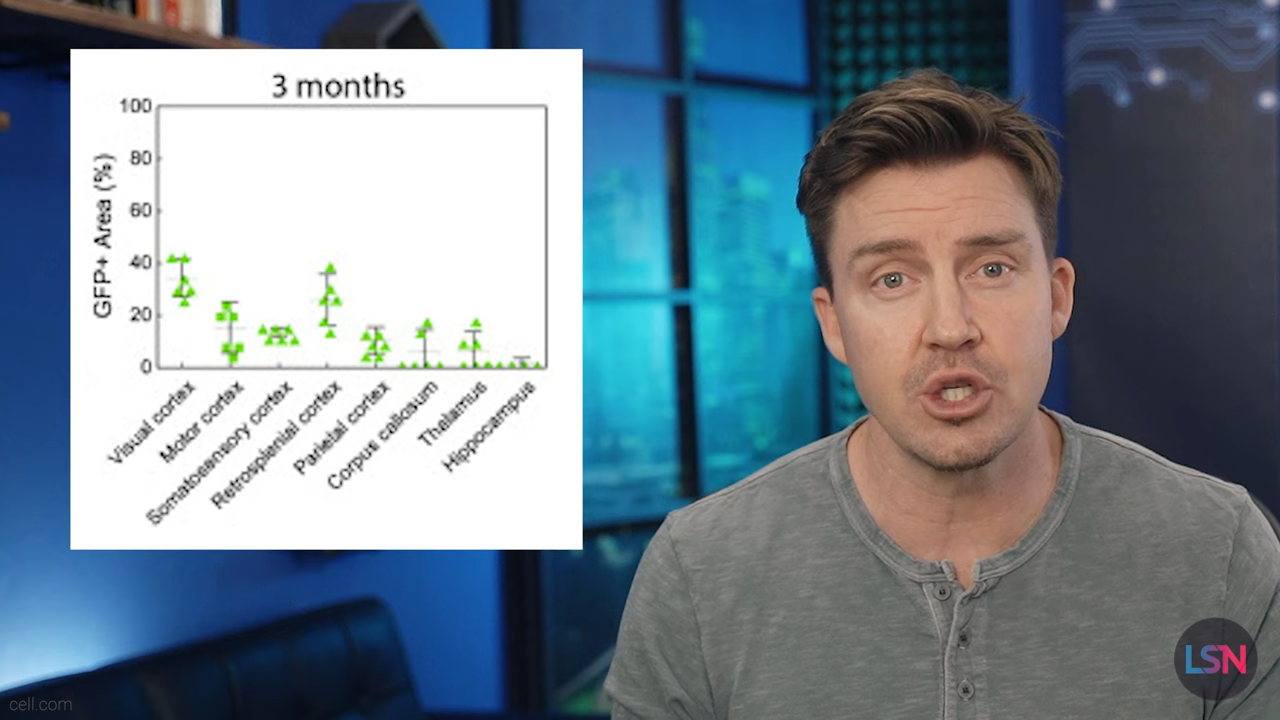 3 months
100
80
60
40
20
0
GFP+ Area (%)
Visual cortex
Motor cortex
Somatosensory cortex
Retrosplenial cortex
Parietal cortex
Corpus callosum
Thalamus
Hippocampus
LSN
cell.com